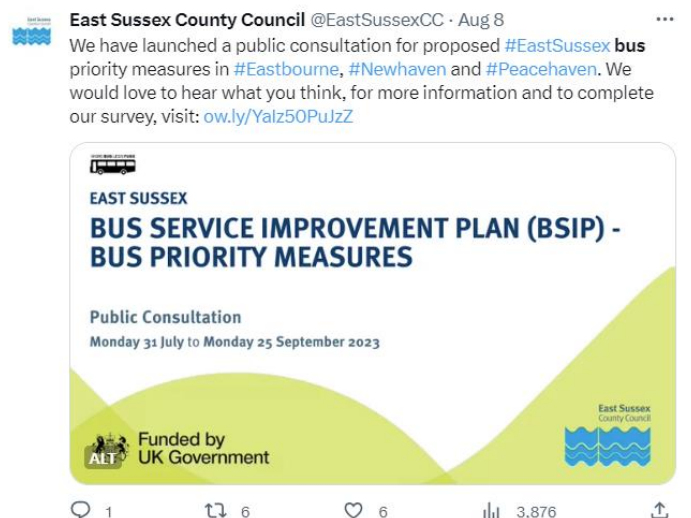 East Sussex County Council @EastSussexCC · Aug 8
We have launched a public consultation for proposed #EastSussex bus
priority measures in #Eastbourne, #Newhaven and #Peacehaven. We
would love to hear what you think, for more information and to complete
our survey, visit: ow.ly/YaIz50PuJzZ
EAST SUSSEX
BUS SERVICE IMPROVEMENT PLAN (BSIP) -
BUS PRIORITY MEASURES
Public Consultation
Monday 31 July to Monday 25 September 2023
East Sussex
County Council
Funded by
UK Government
ALT
1 6 6 3,876